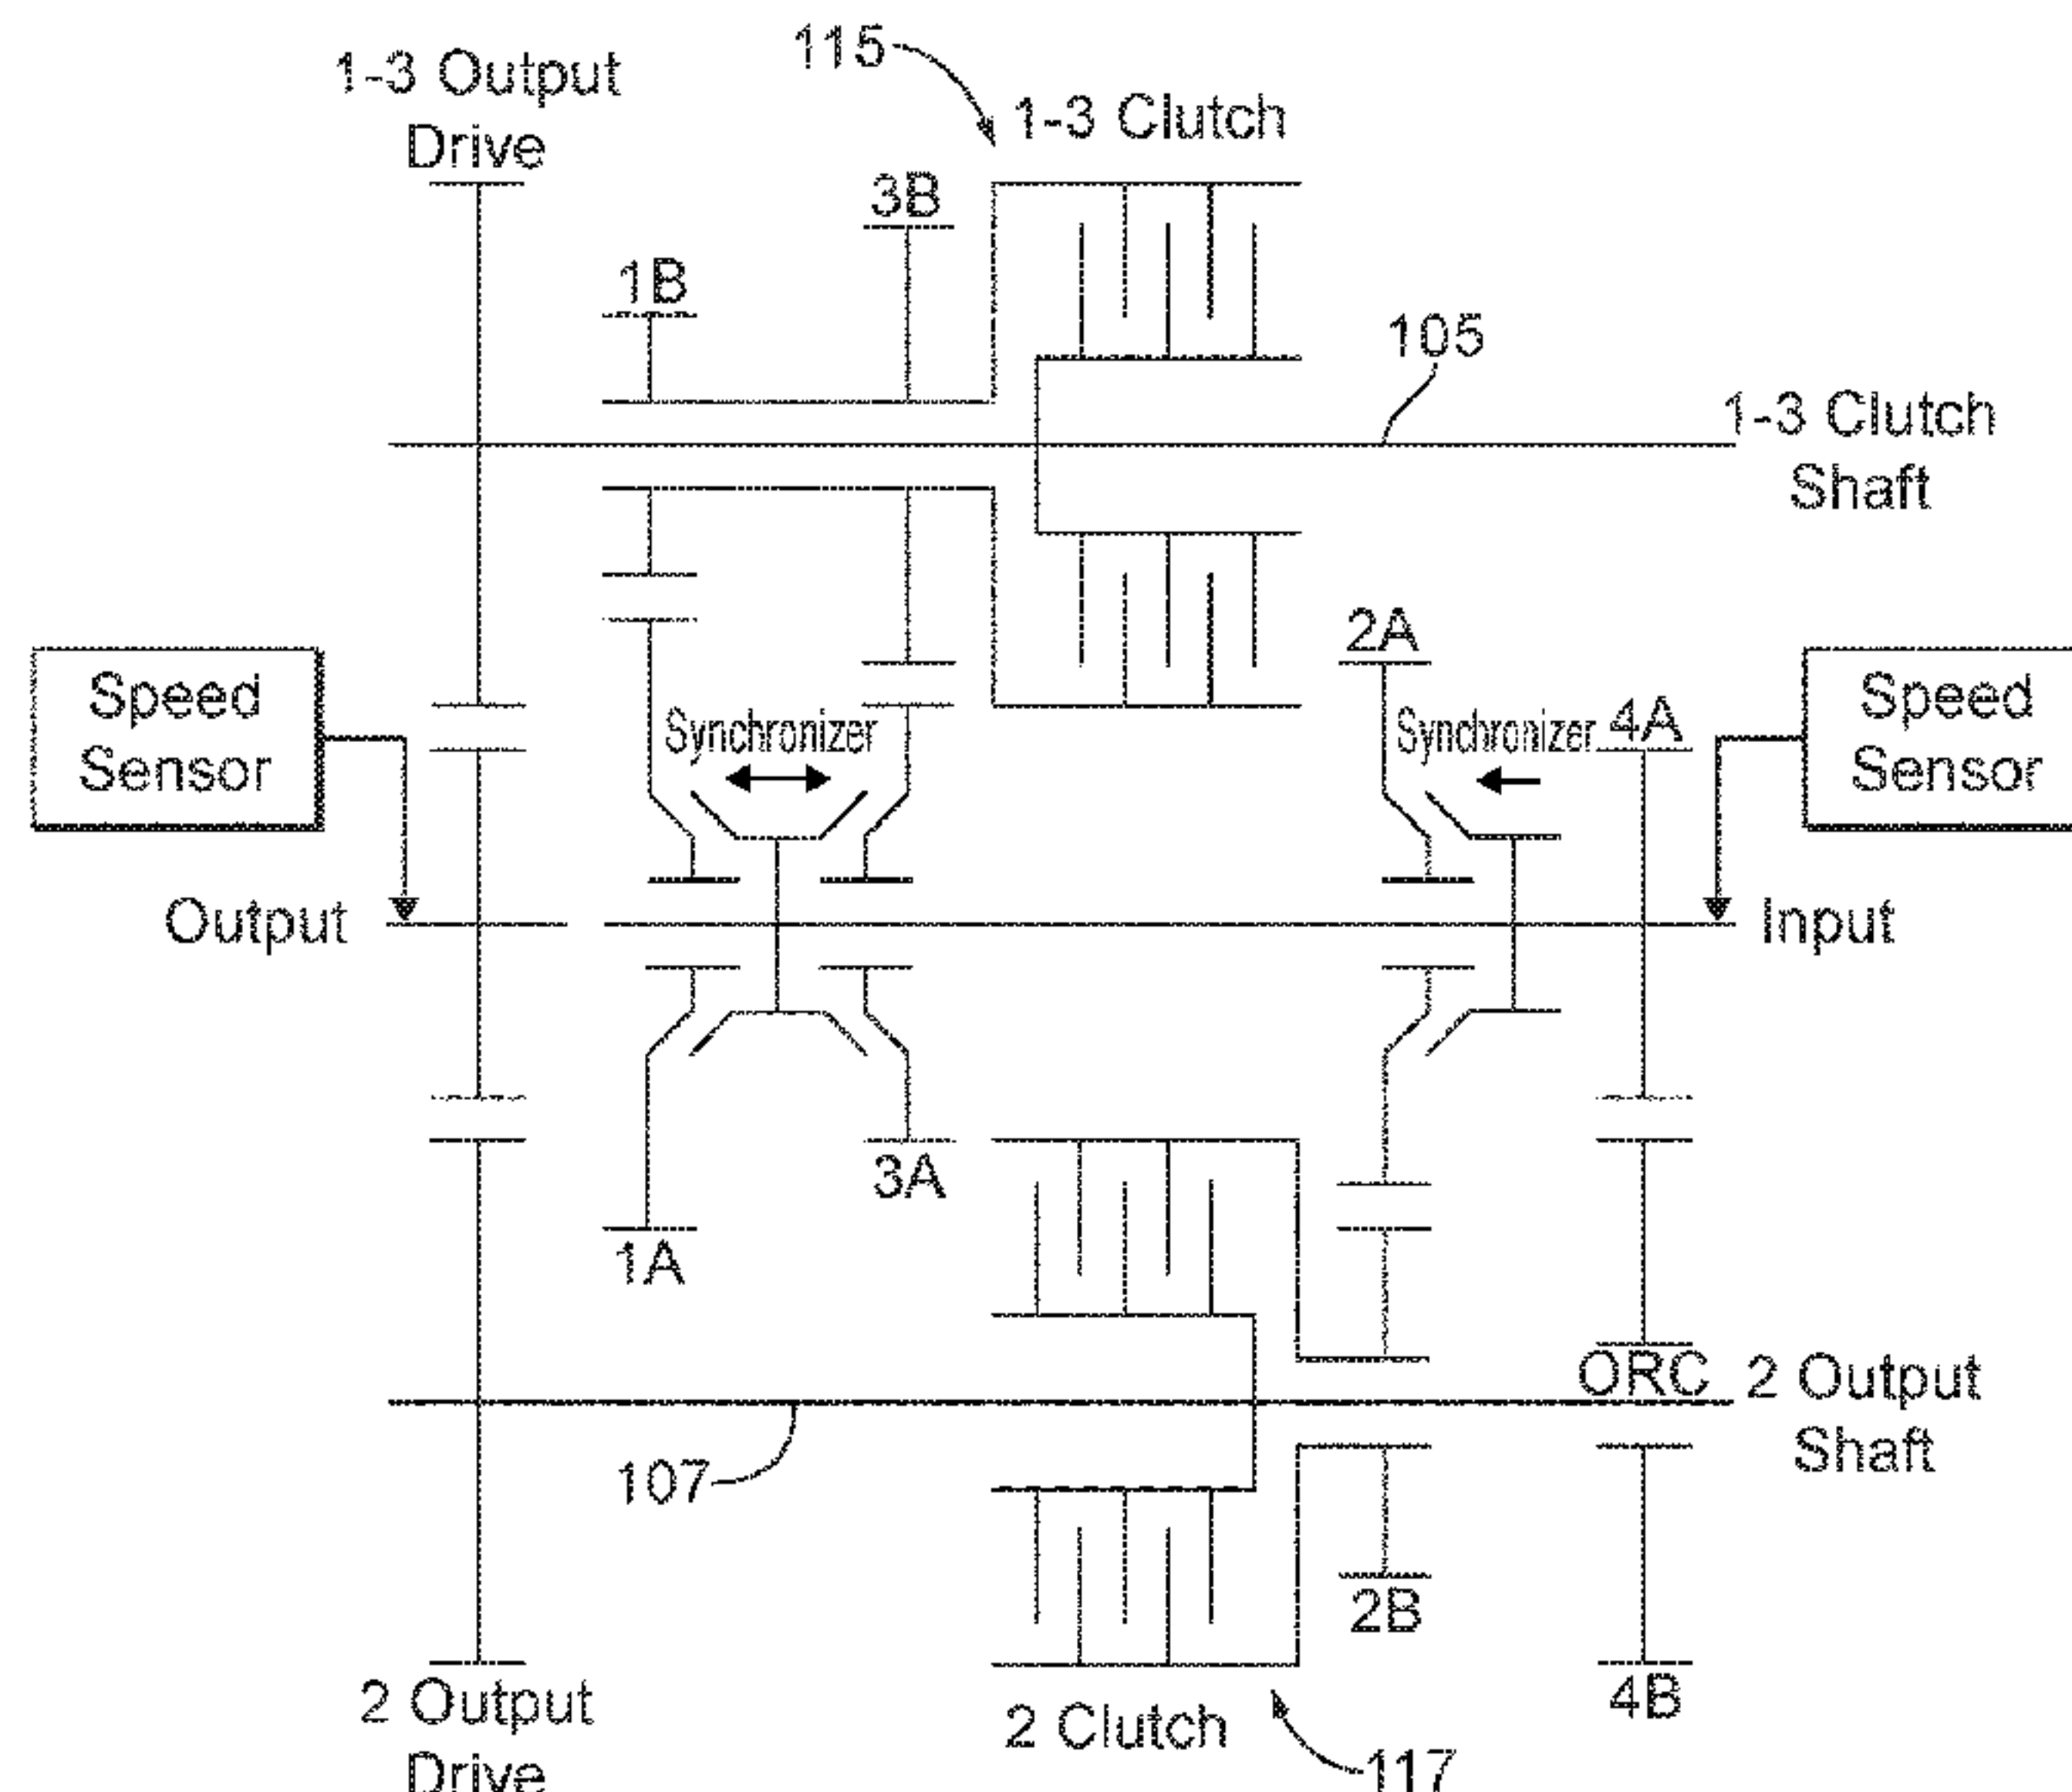 115
1-3 Output
Drive
1-3 Clutch
3B
1B
105
1-3 Clutch
Shaft
2A
Speed
Sensor
Synchronizer
Synchronizer
4A
Speed
Sensor
Output
Input
3A
1A
ORC
2 Output
Shaft
107
2B
2 Output
Drive
2 Clutch
4B
117